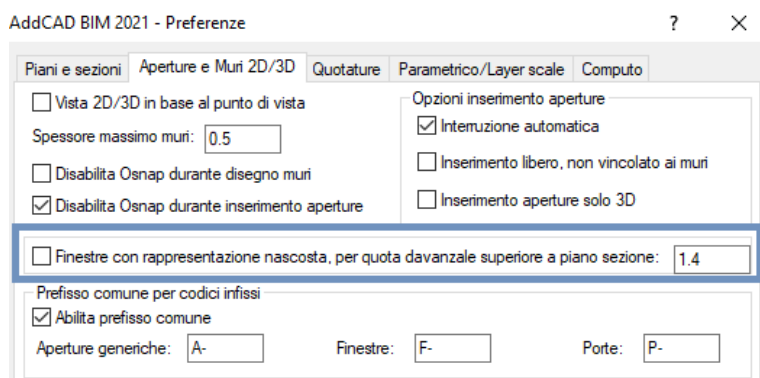 AddCAD BIM 2021 - Preferenze ? ×
Piani e sezioni Aperture e Muri 2D/3D Quotature Parametrico/Layer scale Computo
Vista 2D/3D in base al punto di vista
Spessore massimo muri: 0.5
Disabilita Osnap durante disegno muri
Disabilita Osnap durante inserimento aperture
Opzioni inserimento aperture
Interruzione automatica
Inserimento libero, non vincolato ai muri
Inserimento aperture solo 3D
Finestre con rappresentazione nascosta, per quota davanzale superiore a piano sezione: 1.4
Prefisso comune per codici infissi
Abilita prefisso comune
Aperture generiche: A- Finestre: F- Porte: P-